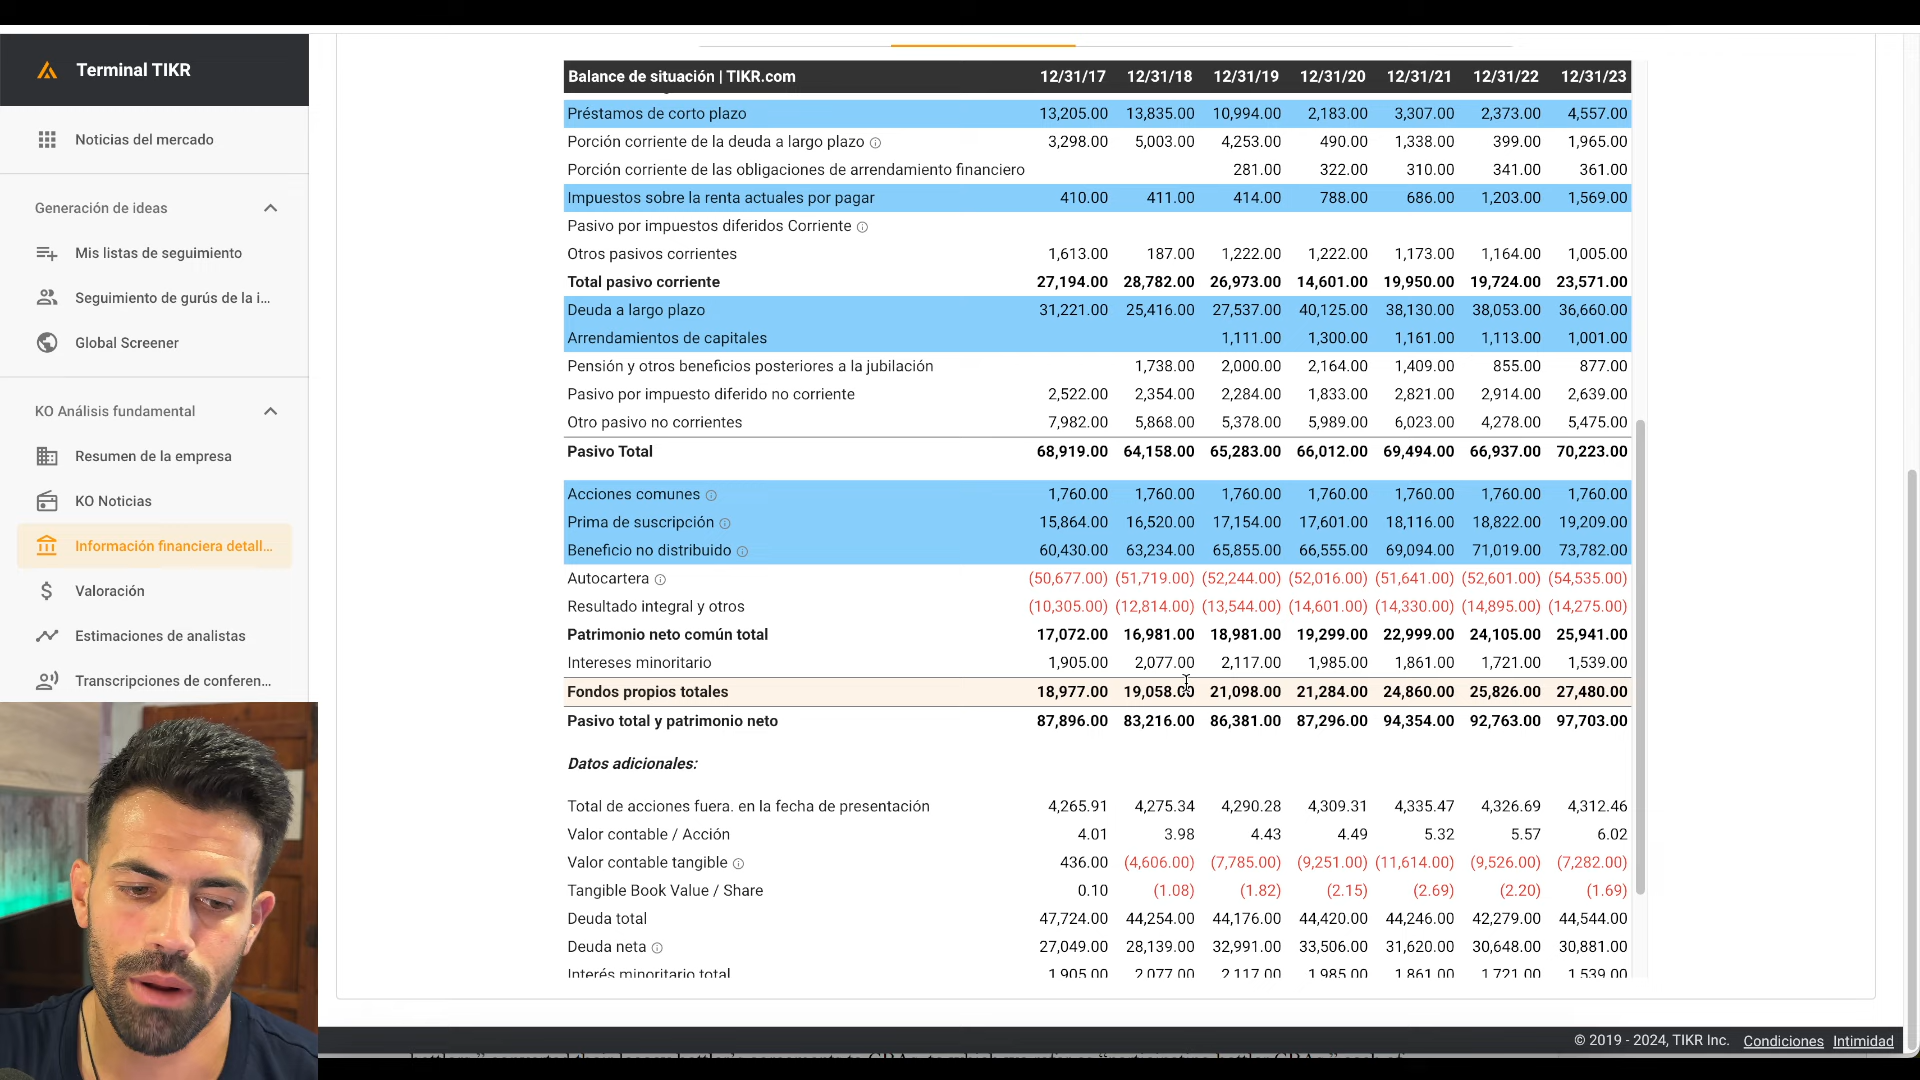 Terminal TIKR
Noticias del mercado
Generación de ideas
Mis listas de seguimiento
Seguimiento de gurús de la i...
Global Screener
KO Análisis fundamental
Resumen de la empresa
KO Noticias
Información financiera detall...
Valoración
Estimaciones de analistas
Transcripciones de conferen...
Balance de situación | TIKR.com 12/31/17 12/31/18 12/31/19 12/31/20 12/31/21 12/31/22 12/31/23
Préstamos de corto plazo 13,205.00 13,835.00 10,994.00 2,183.00 3,307.00 2,373.00 4,557.00
Porción corriente de la deuda a largo plazo 3,298.00 5,003.00 4,253.00 490.00 1,338.00 399.00 1,965.00
Porción corriente de las obligaciones de arrendamiento financiero 281.00 322.00 310.00 341.00 361.00
Impuestos sobre la renta actuales por pagar 410.00 411.00 414.00 788.00 686.00 1,203.00 1,569.00
Pasivo por impuestos diferidos Corriente
Otros pasivos corrientes 1,613.00 187.00 1,222.00 1,222.00 1,173.00 1,164.00 1,005.00
Total pasivo corriente 27,194.00 28,782.00 26,973.00 14,601.00 19,950.00 19,724.00 23,571.00
Deuda a largo plazo 31,221.00 25,416.00 27,537.00 40,125.00 38,130.00 38,053.00 36,660.00
Arrendamientos de capitales 1,111.00 1,300.00 1,161.00 1,113.00 1,001.00
Pensión y otros beneficios posteriores a la jubilación 1,738.00 2,000.00 2,164.00 1,409.00 855.00 877.00
Pasivo por impuesto diferido no corriente 2,522.00 2,354.00 2,284.00 1,833.00 2,821.00 2,914.00 2,639.00
Otro pasivo no corrientes 7,982.00 5,868.00 5,378.00 5,989.00 6,023.00 4,278.00 5,475.00
Pasivo Total 68,919.00 64,158.00 65,283.00 66,012.00 69,494.00 66,937.00 70,223.00
Acciones comunes 1,760.00 1,760.00 1,760.00 1,760.00 1,760.00 1,760.00 1,760.00
Prima de suscripción 15,864.00 16,520.00 17,154.00 17,601.00 18,116.00 18,822.00 19,209.00
Beneficio no distribuido 60,430.00 63,234.00 65,855.00 66,555.00 69,094.00 71,019.00 73,782.00
Autocartera (50,677.00) (51,719.00) (52,244.00) (52,016.00) (51,641.00) (52,601.00) (54,535.00)
Resultado integral y otros (10,305.00) (12,814.00) (13,544.00) (14,601.00) (14,330.00) (14,895.00) (14,275.00)
Patrimonio neto común total 17,072.00 16,981.00 18,981.00 19,299.00 22,999.00 24,105.00 25,941.00
Intereses minoritario 1,905.00 2,077.00 2,117.00 1,985.00 1,861.00 1,721.00 1,539.00
Fondos propios totales 18,977.00 19,058.00 21,098.00 21,284.00 24,860.00 25,826.00 27,480.00
Pasivo total y patrimonio neto 87,896.00 83,216.00 86,381.00 87,296.00 94,354.00 92,763.00 97,703.00
Datos adicionales:
Total de acciones fuera. en la fecha de presentación 4,265.91 4,275.34 4,290.28 4,309.31 4,335.47 4,326.69 4,312.46
Valor contable / Acción 4.01 3.98 4.43 4.49 5.32 5.57 6.02
Valor contable tangible 436.00 (4,606.00) (7,785.00) (9,251.00) (11,614.00) (9,526.00) (7,282.00)
Tangible Book Value / Share 0.10 (1.08) (1.82) (2.15) (2.69) (2.20) (1.69)
Deuda total 47,724.00 44,254.00 44,176.00 44,420.00 44,246.00 42,279.00 44,544.00
Deuda neta 27,049.00 28,139.00 32,991.00 33,506.00 31,620.00 30,648.00 30,881.00
Interés minoritario total 1,905.00 2,077.00 2,117.00 1,985.00 1,861.00 1,721.00 1,539.00
© 2019 - 2024, TIKR Inc. Condiciones Intimidad